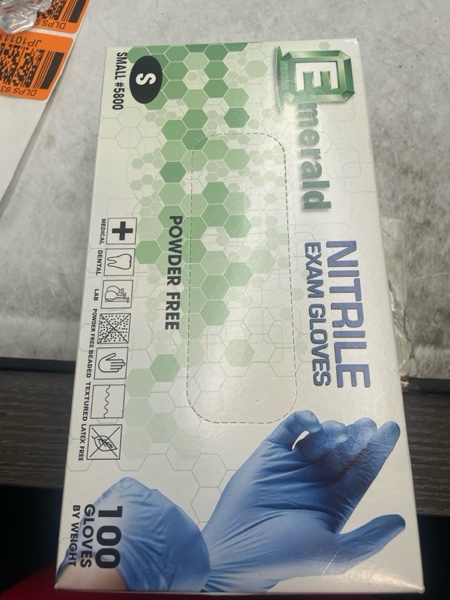 Emerald
NITRILE
EXAM GLOVES
POWDER FREE
S
SMALL #5800
MEDICAL
DENTAL
LAB
POWDER FREE
BEADED
TEXTURED
LATEX FREE
100
GLOVES
BY WEIGHT